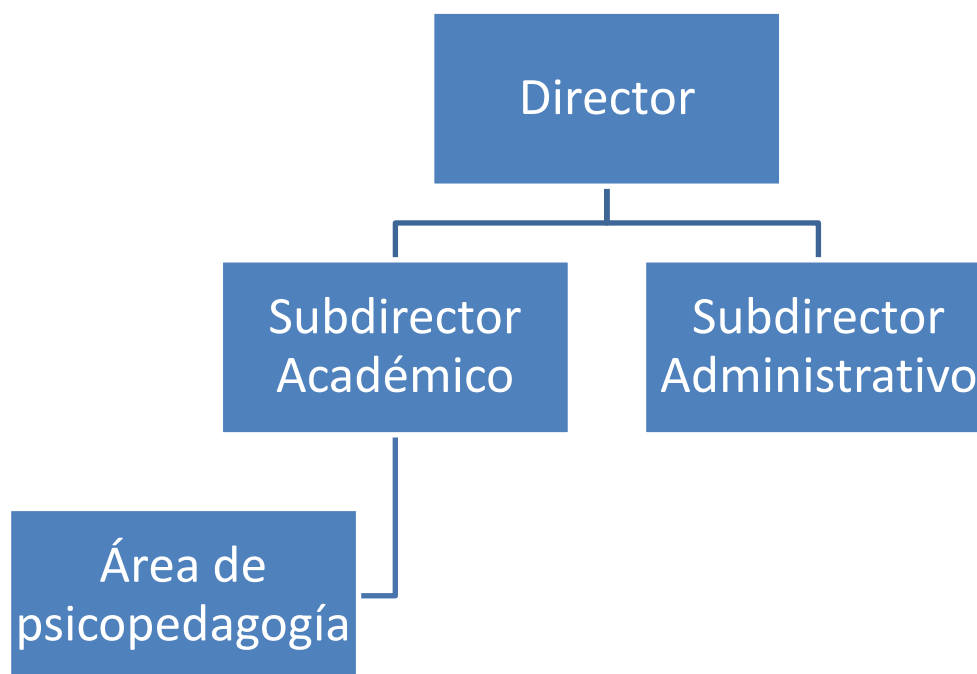 Director
Subdirector
Académico
Subdirector
Administrativo
Área de
psicopedagogía